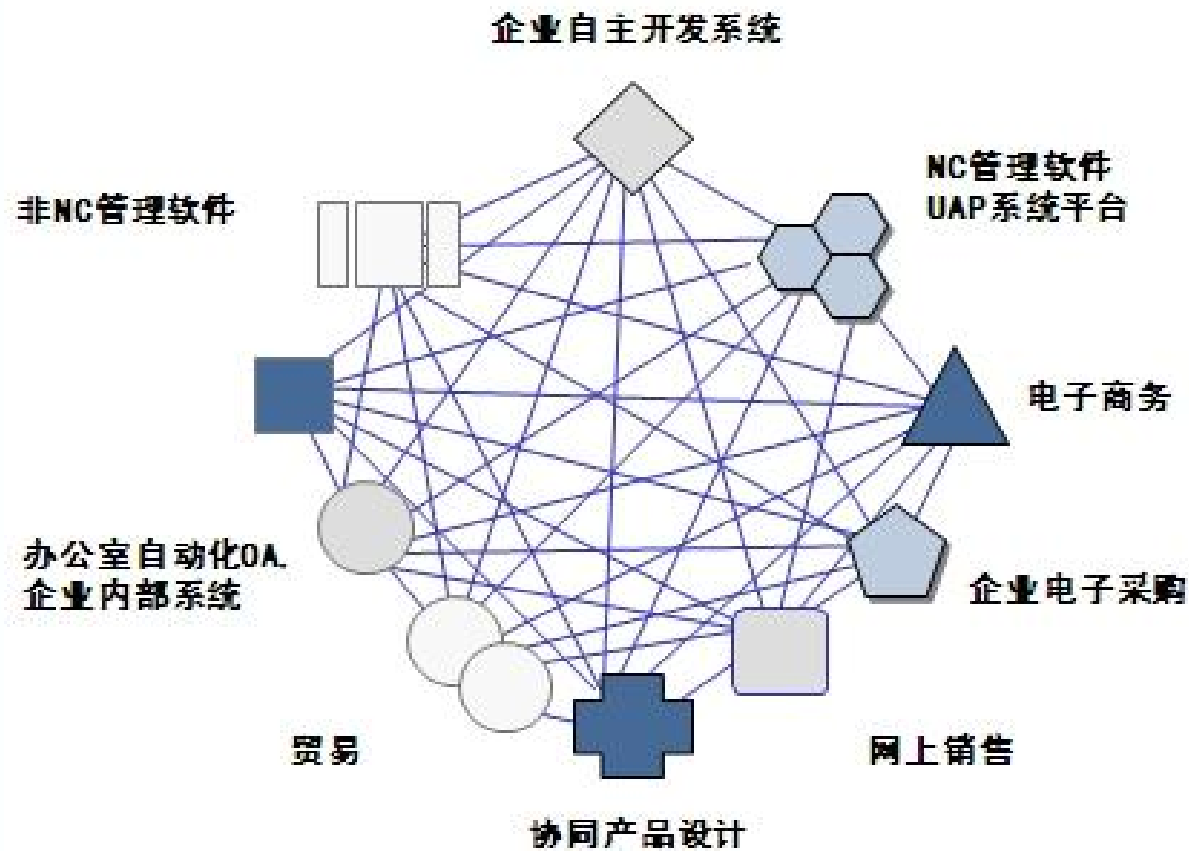 企业自主开发系统
NC管理软件
UAP系统平台
非NC管理软件
电子商务
办公室自动化OA.
企业内部系统
企业电子采购
贸易
网上销售
协同产品设计